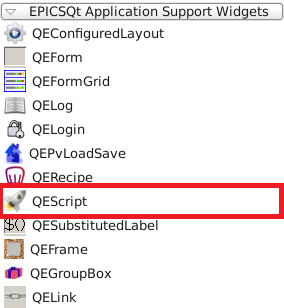 EPICSQt Application Support Widgets
QEConfiguredLayout
QEForm
QEFormGrid
QELog
QELogin
QEPvLoadSave
QERecipe
QEScript
$() QESubstitutedLabel
QEFrame
QEGroupBox
QELink